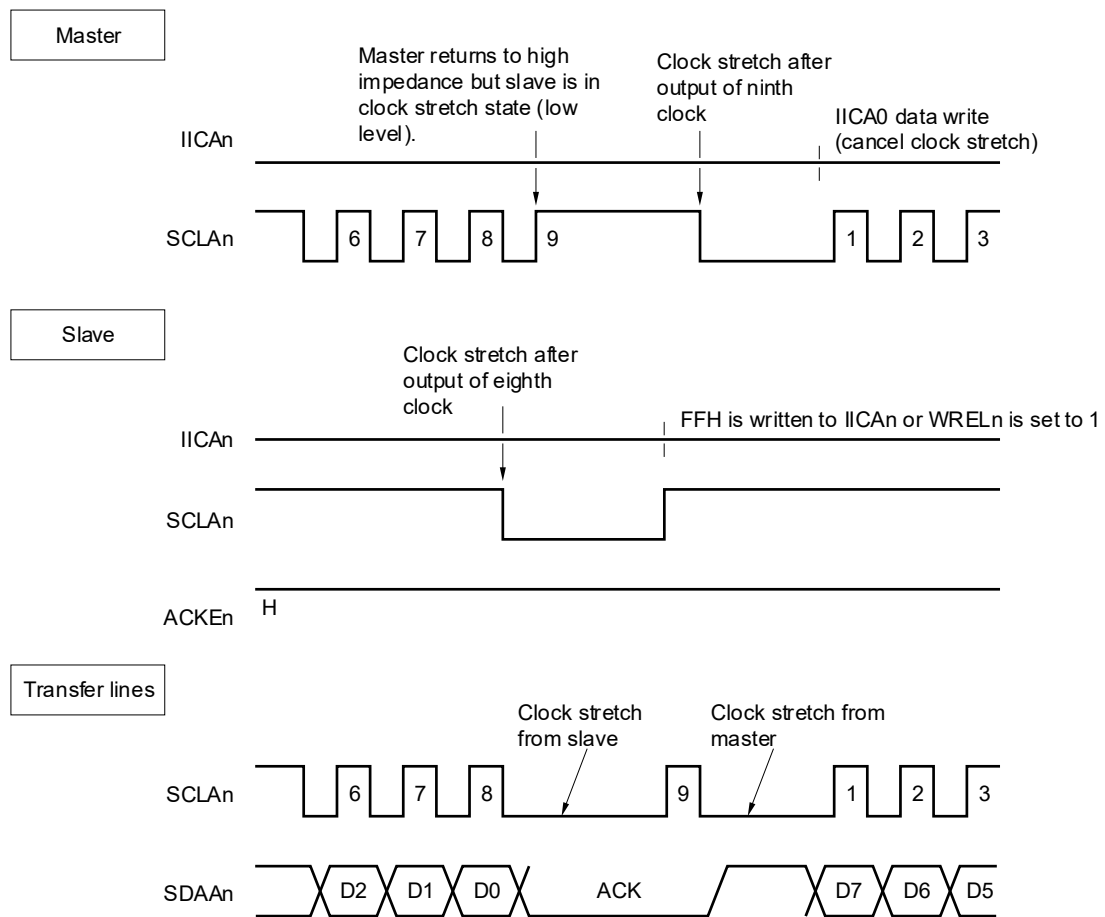 Master
Master returns to high
impedance but slave is in
clock stretch state (low
level).
Clock stretch after
output of ninth
clock
IICA0 data write
(cancel clock stretch)
IICAn
SCLAn
6 7 8 9 1 2 3
Slave
Clock stretch after
output of eighth
clock
FFH is written to IICAn or WRELn is set to 1
IICAn
SCLAn
ACKEn
H
Transfer lines
Clock stretch
from slave
Clock stretch from
master
SCLAn
6 7 8 9 1 2 3
SDAAn
D2 D1 D0 ACK D7 D6 D5